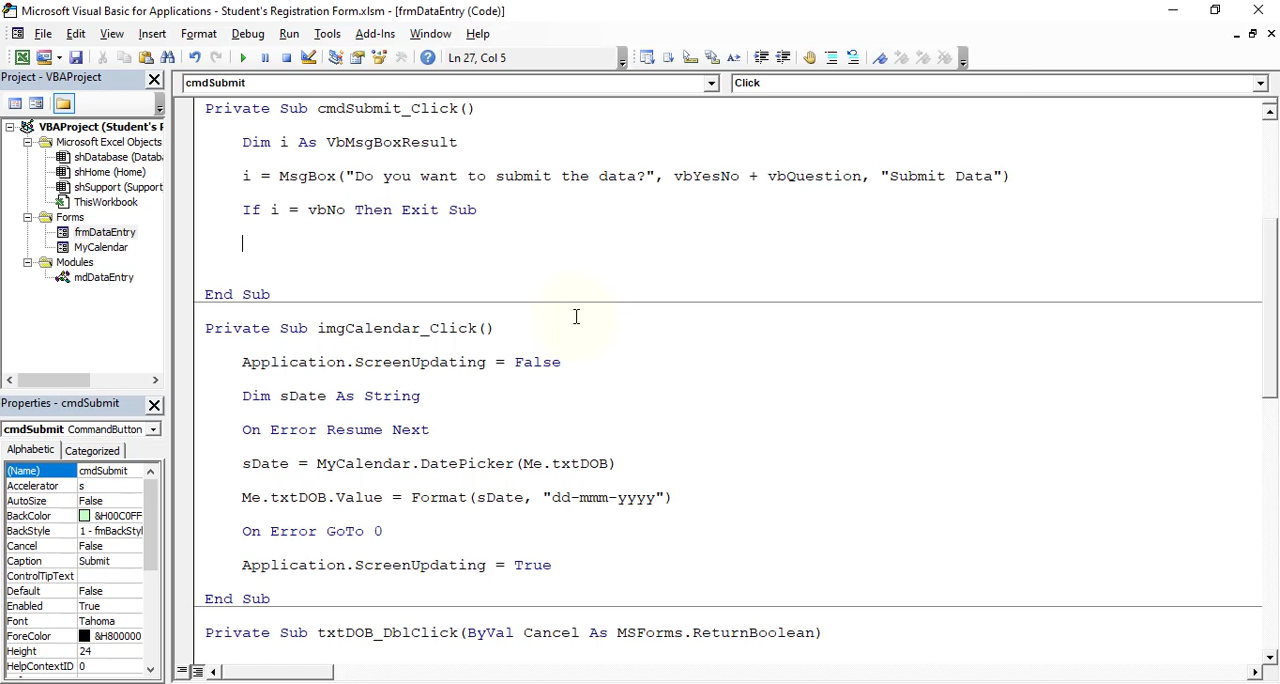 Microsoft Visual Basic for Applications - Student's Registration Form.xlsm - [frmDataEntry (Code)]
File Edit View Insert Format Debug Run Tools Add-Ins Window Help
Ln 27, Col 5
Project - VBAProject
cmdSubmit
Click
VBAProject (Student's F
Microsoft Excel Objects
shDatabase (Datab
shHome (Home)
shSupport (Support
ThisWorkbook
Forms
frmDataEntry
MyCalendar
Modules
mdDataEntry
Properties - cmdSubmit
cmdSubmit CommandButton
Alphabetic Categorized
(Name) cmdSubmit
Accelerator s
AutoSize False
BackColor &H00C0FF
BackStyle 1 - fmBackStyl
Cancel False
Caption Submit
ControlTipText
Default False
Enabled True
Font Tahoma
ForeColor &H800000
Height 24
HelpContextID 0
Private Sub cmdSubmit_Click()
Dim i As VbMsgBoxResult
i = MsgBox("Do you want to submit the data?", vbYesNo + vbQuestion, "Submit Data")
If i = vbNo Then Exit Sub
End Sub
Private Sub imgCalendar_Click()
Application.ScreenUpdating = False
Dim sDate As String
On Error Resume Next
sDate = MyCalendar.DatePicker(Me.txtDOB)
Me.txtDOB.Value = Format(sDate, "dd-mmm-yyyy")
On Error GoTo 0
Application.ScreenUpdating = True
End Sub
Private Sub txtDOB_DblClick(ByVal Cancel As MSForms.ReturnBoolean)